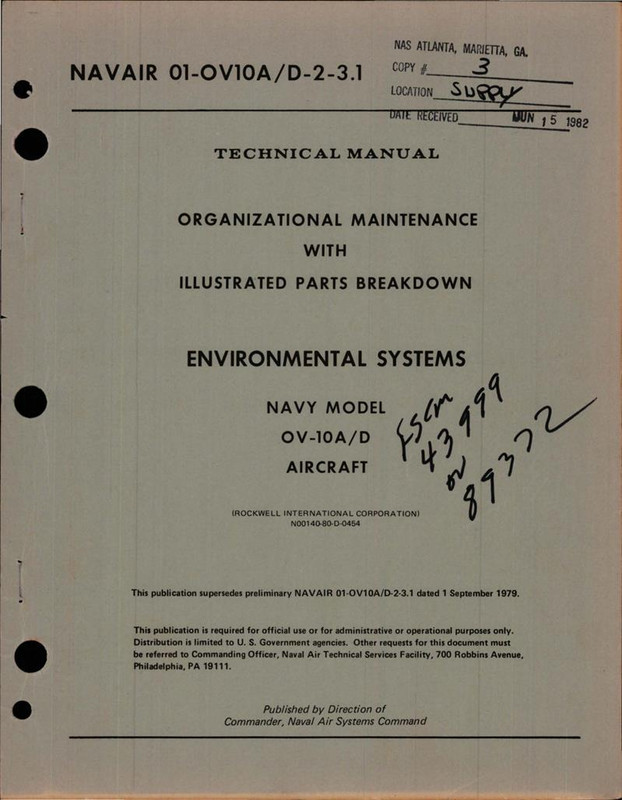 NAS ATLANTA, MARIETTA, GA.
COPY # 3
LOCATION SUPPLY
DATE RECEIVED JUN 15 1982
NAVAIR 01-OV10A/D-2-3.1
TECHNICAL MANUAL
ORGANIZATIONAL MAINTENANCE
WITH
ILLUSTRATED PARTS BREAKDOWN
ENVIRONMENTAL SYSTEMS
NAVY MODEL
OV-10A/D
AIRCRAFT
FSCM
43999
or
89372
(ROCKWELL INTERNATIONAL CORPORATION)
N00140-80-D-0454
This publication supersedes preliminary NAVAIR 01-OV10A/D-2-3.1 dated 1 September 1979.
This publication is required for official use or for administrative or operational purposes only.
Distribution is limited to U. S. Government agencies. Other requests for this document must
be referred to Commanding Officer, Naval Air Technical Services Facility, 700 Robbins Avenue,
Philadelphia, PA 19111.
Published by Direction of
Commander, Naval Air Systems Command